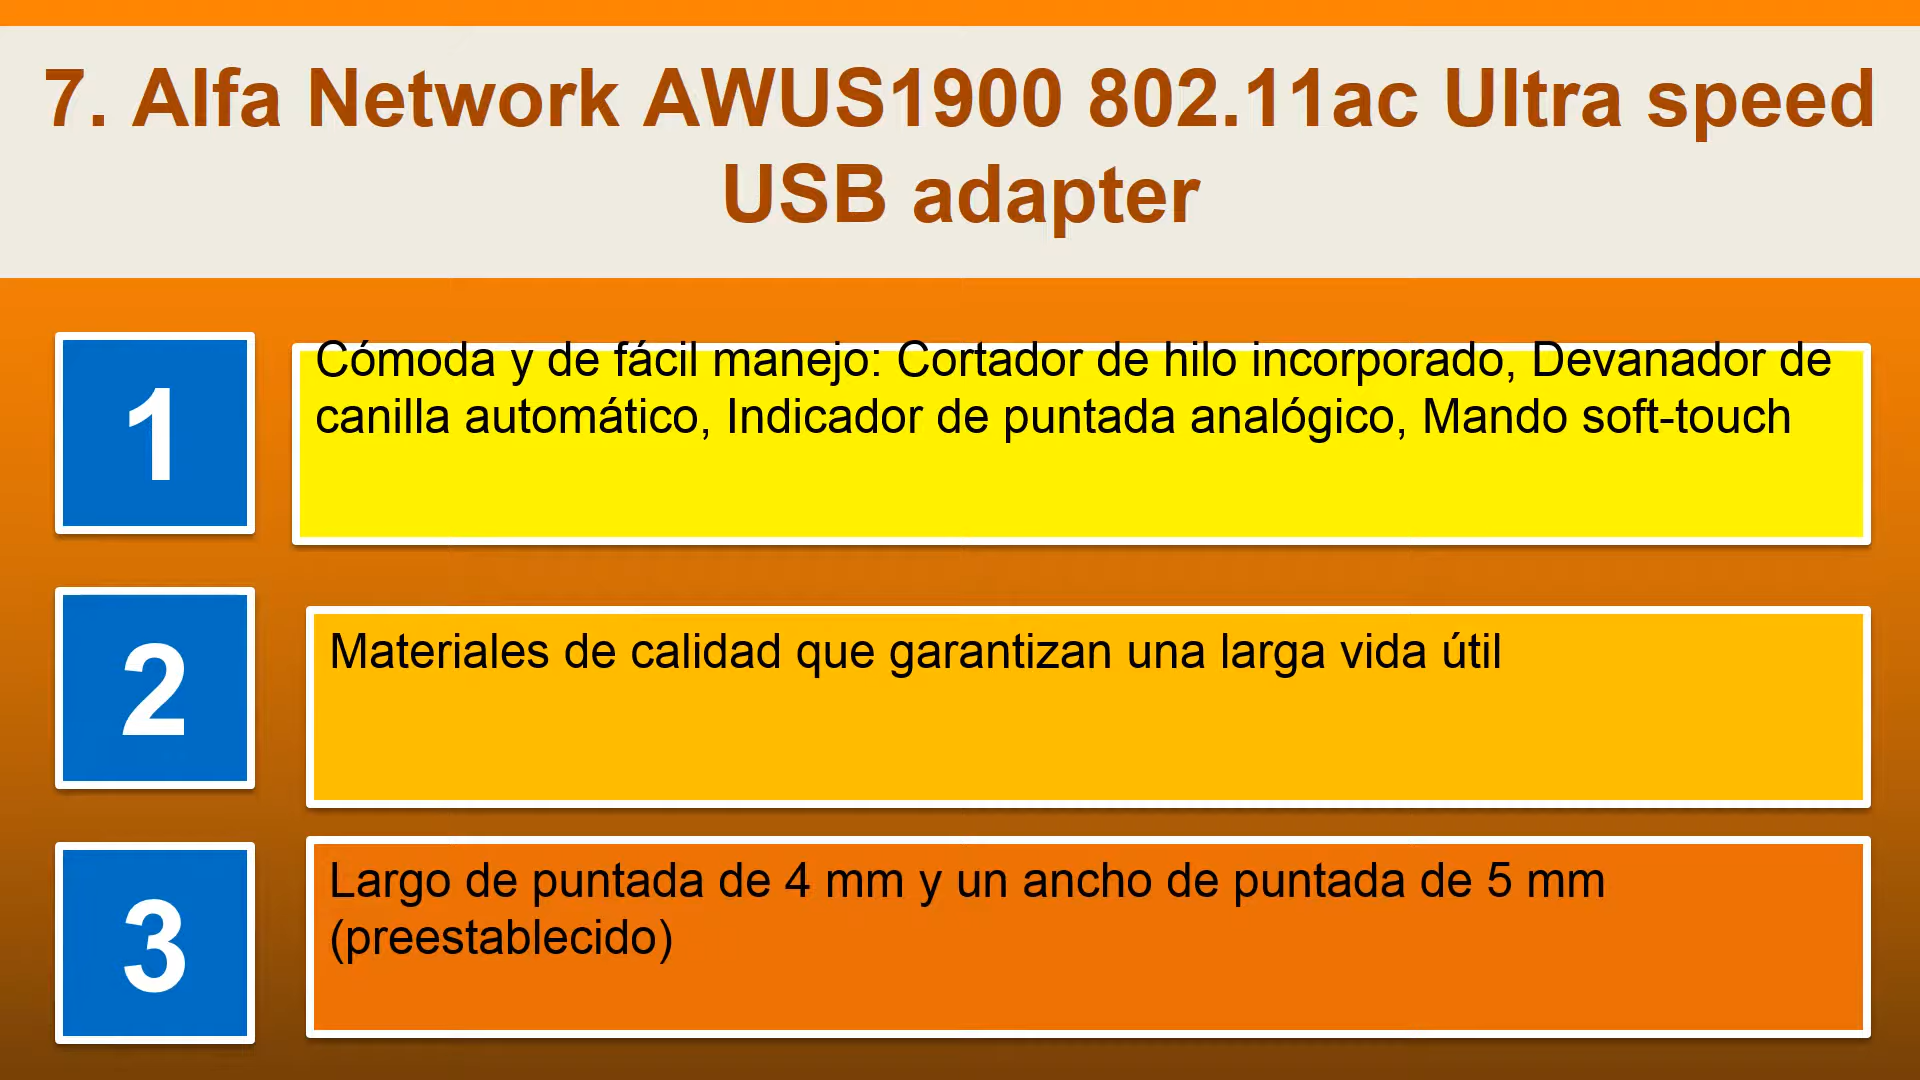 7. Alfa Network AWUS1900 802.11ac Ultra speed
USB adapter
1
Cómoda y de fácil manejo: Cortador de hilo incorporado, Devanador de
canilla automático, Indicador de puntada analógico, Mando soft-touch
2
Materiales de calidad que garantizan una larga vida útil
3
Largo de puntada de 4 mm y un ancho de puntada de 5 mm
(preestablecido)